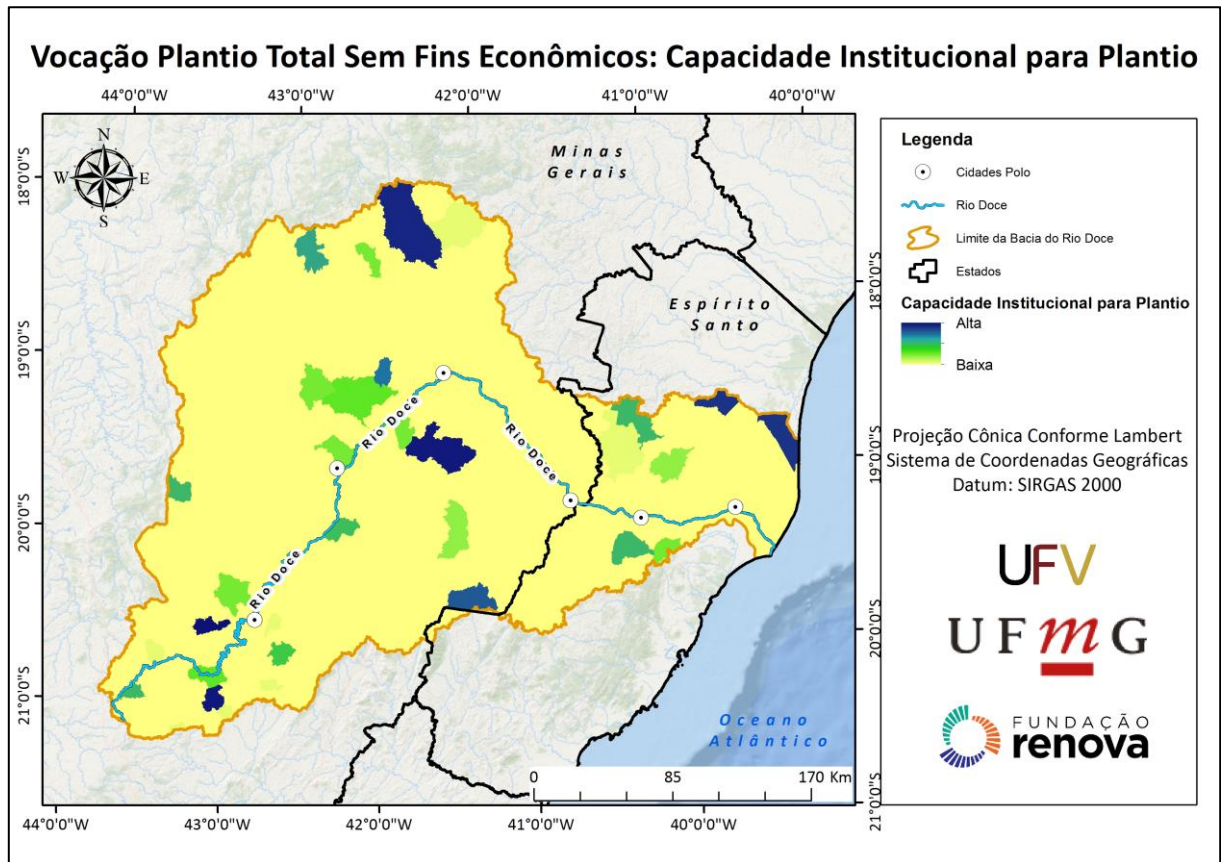 Vocação Plantio Total Sem Fins Econômicos: Capacidade Institucional para Plantio
44°0'0"W 43°0'0"W 42°0'0"W 41°0'0"W 40°0'0"W
N
W E
S
18°0'0"S
19°0'0"S
20°0'0"S
21°0'0"S
Minas
Gerais
Espírito
Santo
Rio Doce
Rio Doce
Rio Doce
Oceano
Atlântico
0 85 170 Km
18°0'0"S
19°0'0"S
20°0'0"S
21°0'0"S
44°0'0"W 43°0'0"W 42°0'0"W 41°0'0"W 40°0'0"W
Legenda
Cidades Polo
Rio Doce
Limite da Bacia do Rio Doce
Estados
Capacidade Institucional para Plantio
Alta
Baixa
Projeção Cônica Conforme Lambert
Sistema de Coordenadas Geográficas
Datum: SIRGAS 2000
UFV
UFmG
FUNDAÇÃO
renova